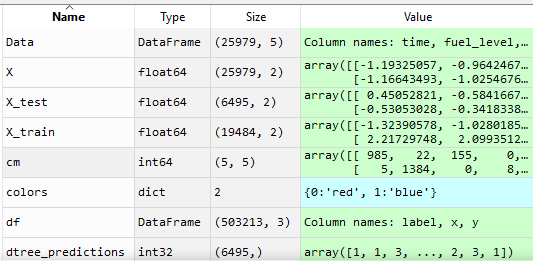 Name Type Size Value
Data DataFrame (25979, 5) Column names: time, fuel_level,…
X float64 (25979, 2) array([[-1.19325057, -0.9642467…
[-1.16643493, -1.0254676…
X_test float64 (6495, 2) array([[ 0.45052821, -0.5841667…
[-0.53053028, -0.3418338…
X_train float64 (19484, 2) array([[-1.32390578, -1.0280185…
[ 2.21729748, 2.0993512…
cm int64 (5, 5) array([[ 985, 22, 155, 0,…
[ 5, 1384, 0, 8,…
colors dict 2 {0:'red', 1:'blue'}
df DataFrame (503213, 3) Column names: label, x, y
dtree_predictions int32 (6495,) array([1, 1, 3, ..., 2, 3, 1])